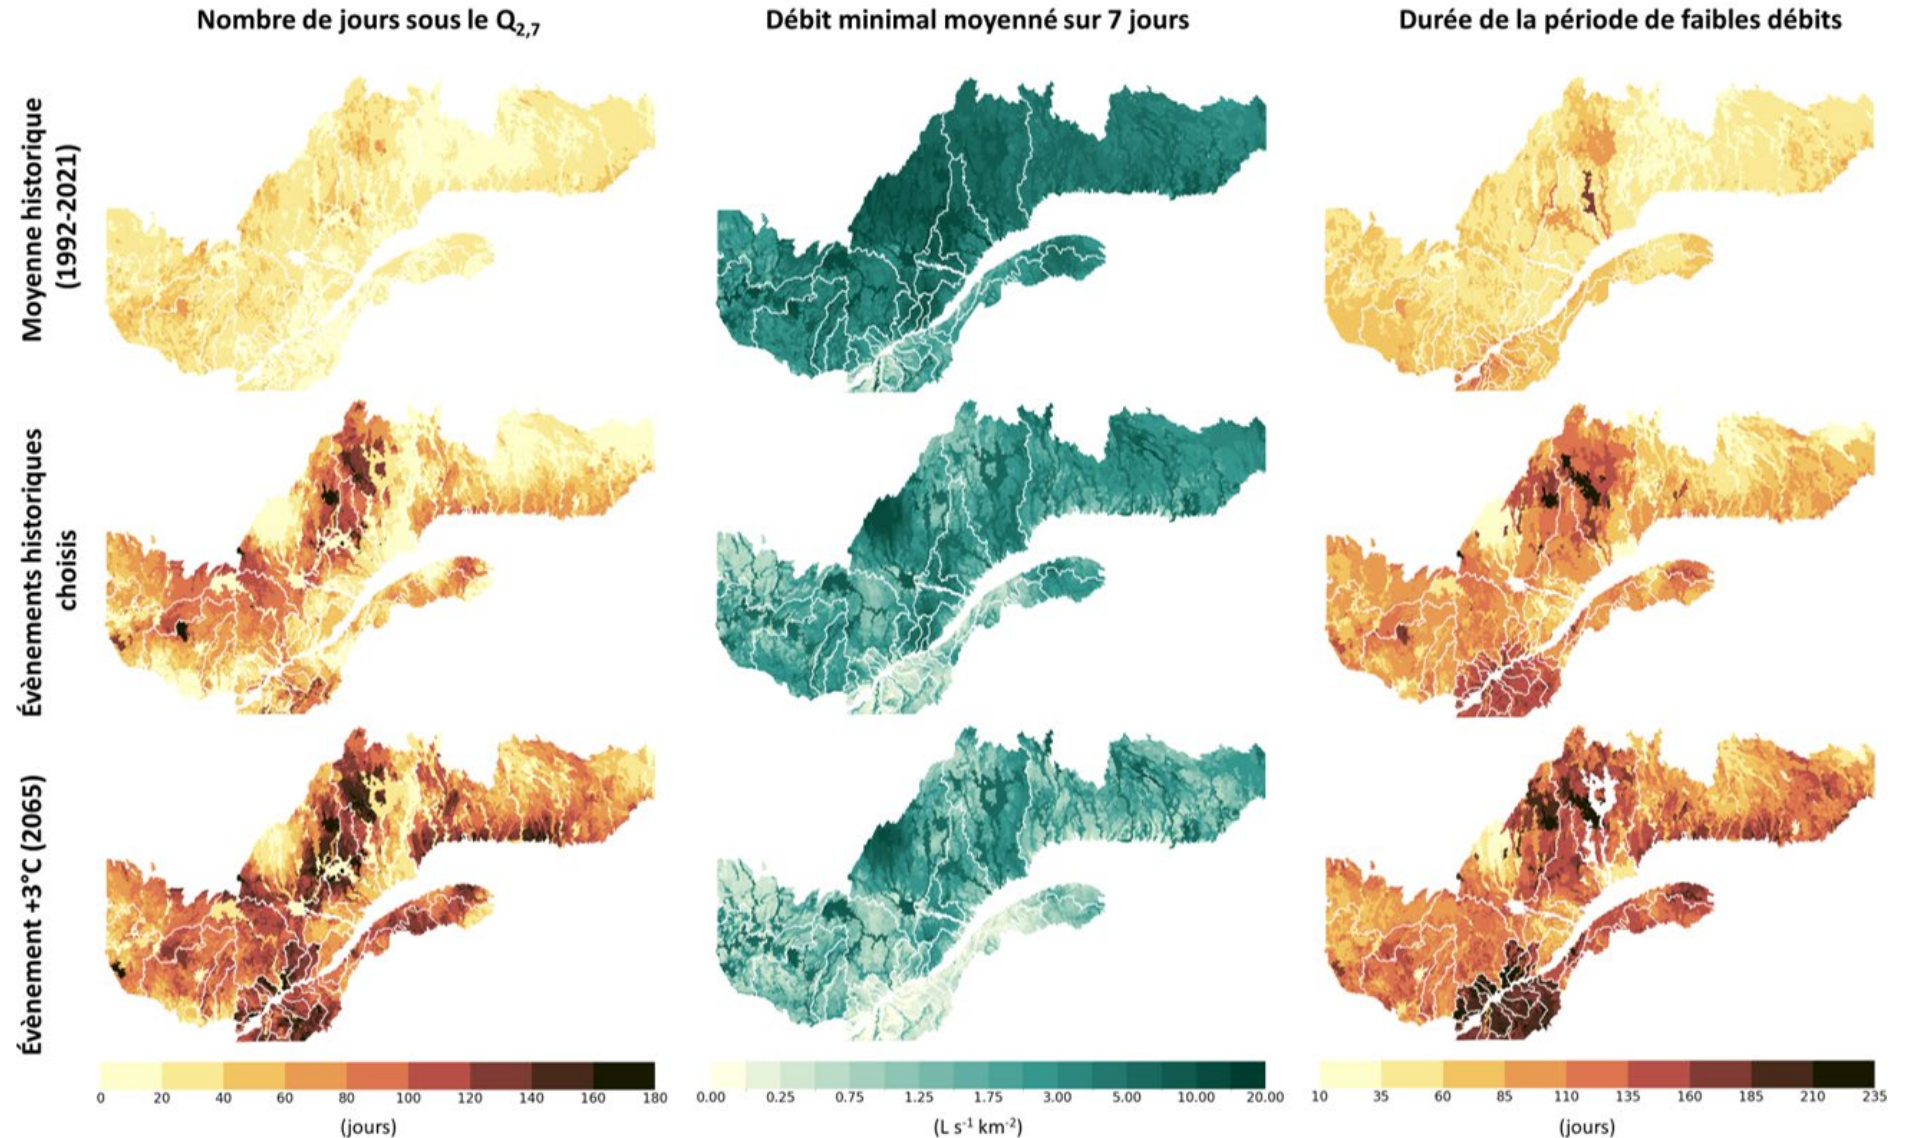 Nombre de jours sous le Q2,7
Débit minimal moyenné sur 7 jours
Durée de la période de faibles débits
Moyenne historique
(1992-2021)
Évènements historiques
choisis
Évènement +3°C (2065)
0 20 40 60 80 100 120 140 160 180
(jours)
0.00 0.25 0.75 1.25 1.75 3.00 5.00 10.00 20.00
(L s-1 km-2)
10 35 60 85 110 135 160 185 210 235
(jours)